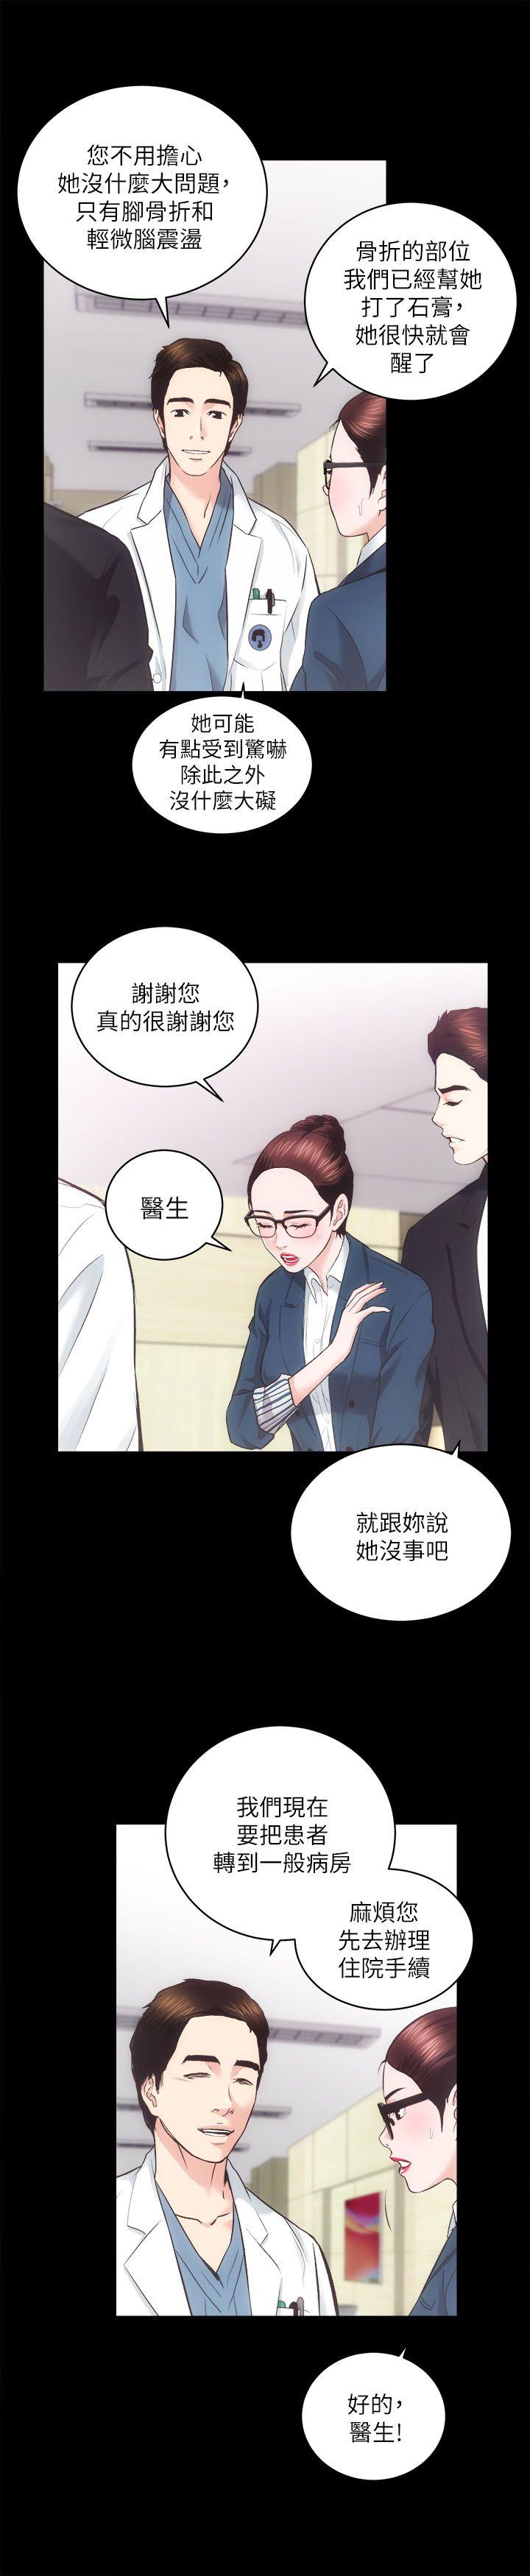 您不用擔心
她沒什麼大問題,
只有腳骨折和
輕微腦震盪
骨折的部位
我們已經幫她
打了石膏,
她很快就會
醒了
她可能
有點受到驚嚇
除此之外
沒什麼大礙
謝謝您
真的很謝謝您
醫生
就跟妳說
她沒事吧
我們現在
要把患者
轉到一般病房
麻煩您
先去辦理
住院手續
好的,
醫生!